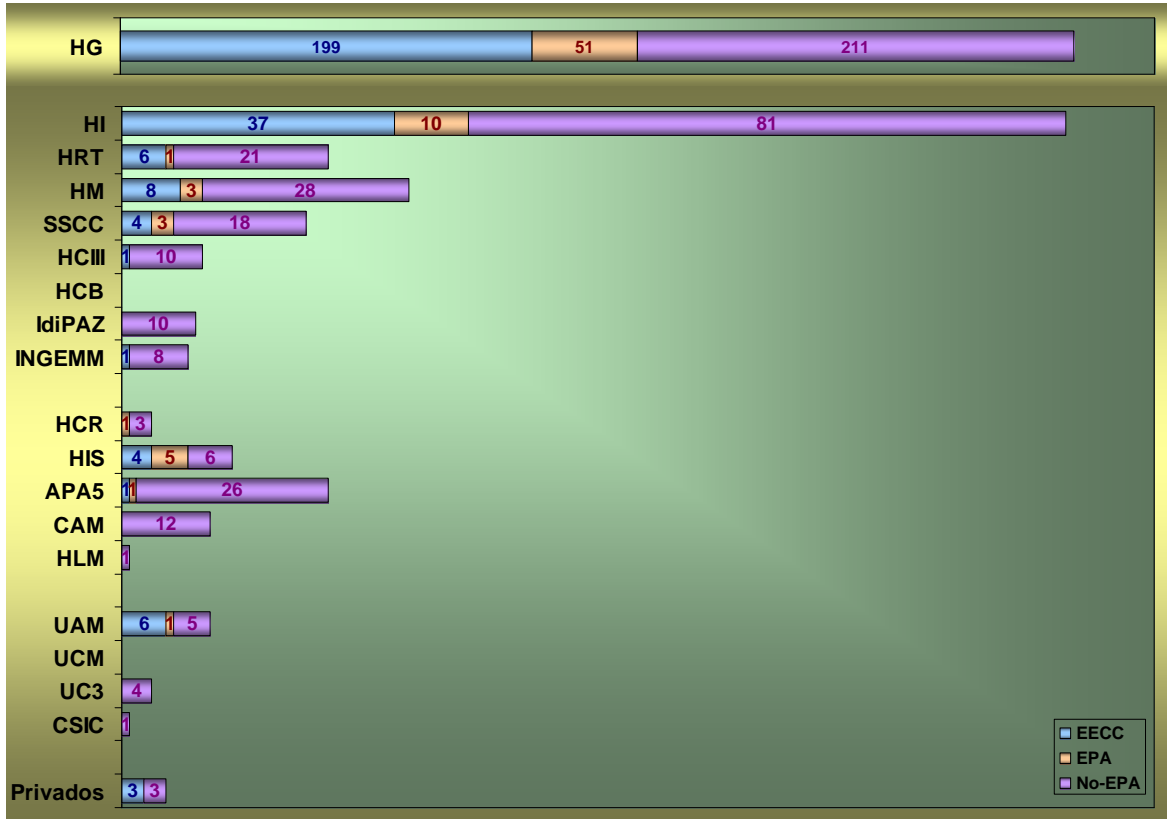 HG 199 51 211
HI 37 10 81
HRT 6 1 21
HM 8 3 28
SSCC 4 3 18
HCIII 1 10
HCB
IdiPAZ 10
INGEMM 1 8
HCR 1 3
HIS 4 5 6
APA5 1 1 26
CAM 12
HLM 1
UAM 6 1 5
UCM
UC3 4
CSIC 1
EECC
EPA
No-EPA
Privados 3 3